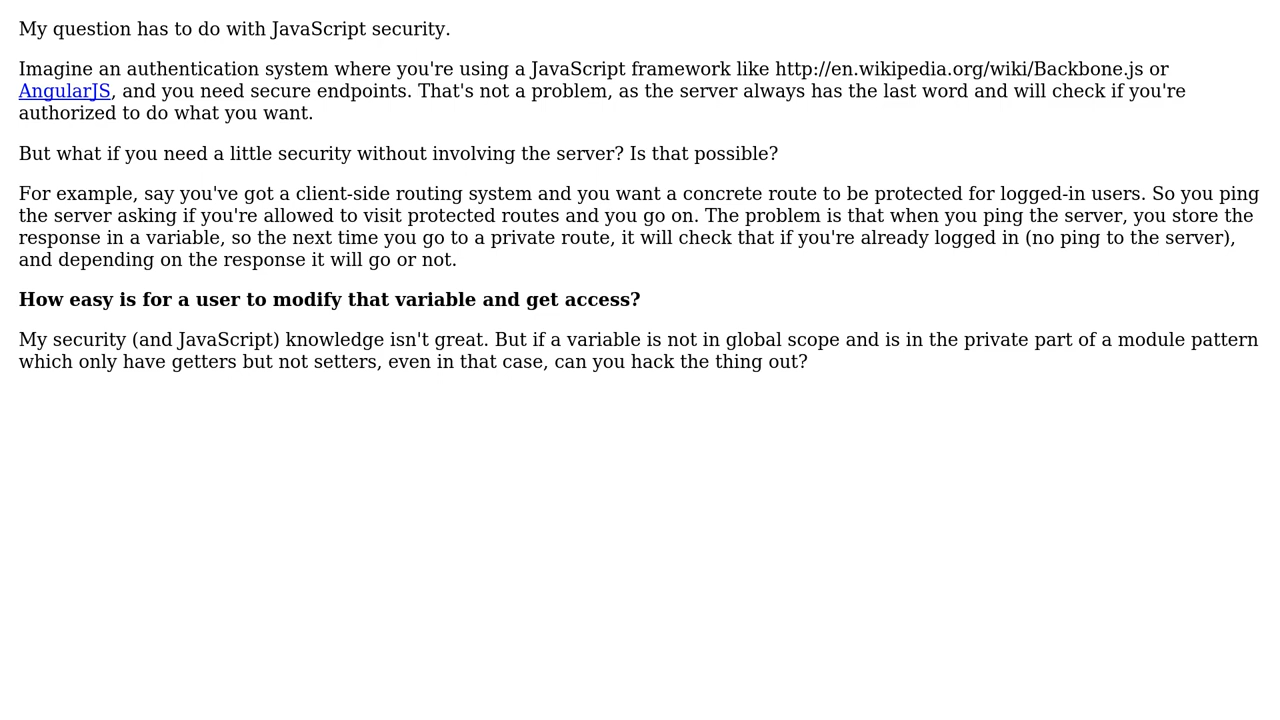 My question has to do with JavaScript security.
Imagine an authentication system where you're using a JavaScript framework like http://en.wikipedia.org/wiki/Backbone.js or
AngularJS, and you need secure endpoints. That's not a problem, as the server always has the last word and will check if you're
authorized to do what you want.
But what if you need a little security without involving the server? Is that possible?
For example, say you've got a client-side routing system and you want a concrete route to be protected for logged-in users. So you ping
the server asking if you're allowed to visit protected routes and you go on. The problem is that when you ping the server, you store the
response in a variable, so the next time you go to a private route, it will check that if you're already logged in (no ping to the server),
and depending on the response it will go or not.
How easy is for a user to modify that variable and get access?
My security (and JavaScript) knowledge isn't great. But if a variable is not in global scope and is in the private part of a module pattern
which only have getters but not setters, even in that case, can you hack the thing out?